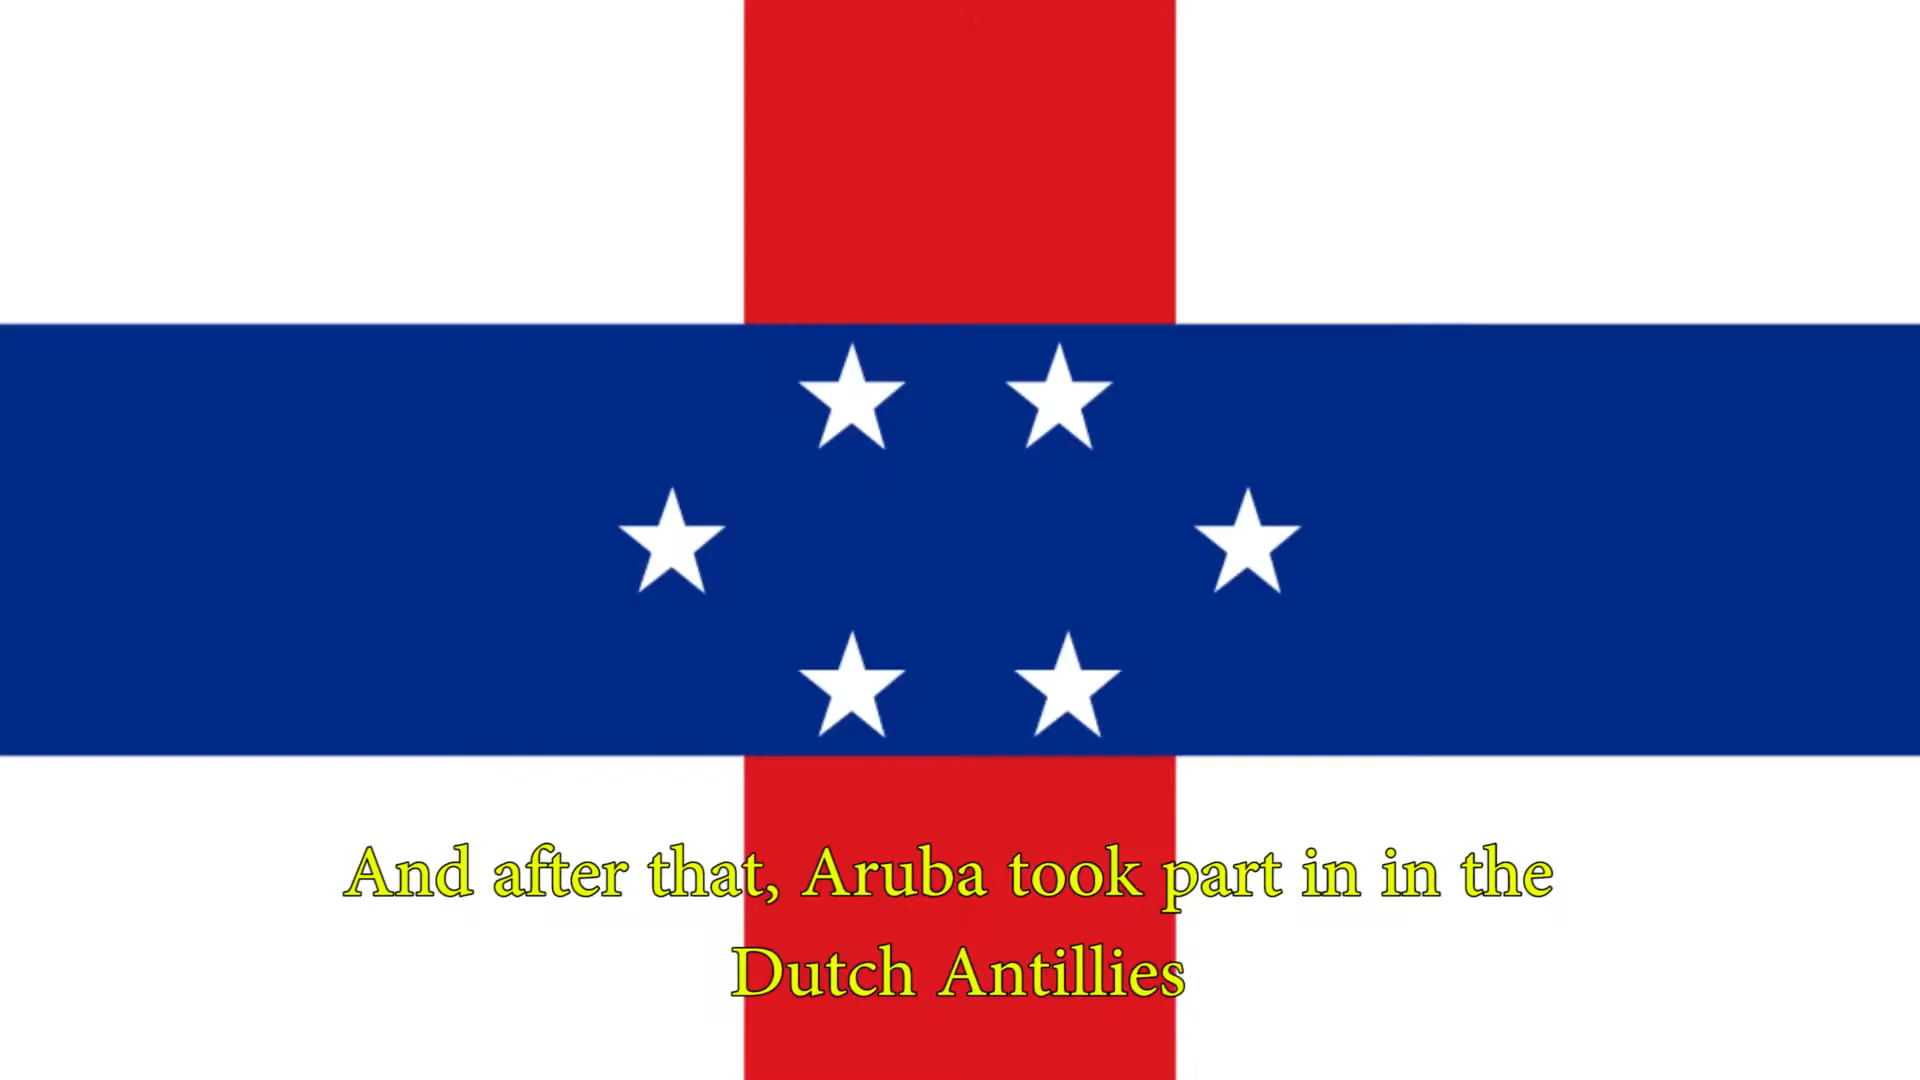 And after that, Aruba took part in in the
Dutch Antillies